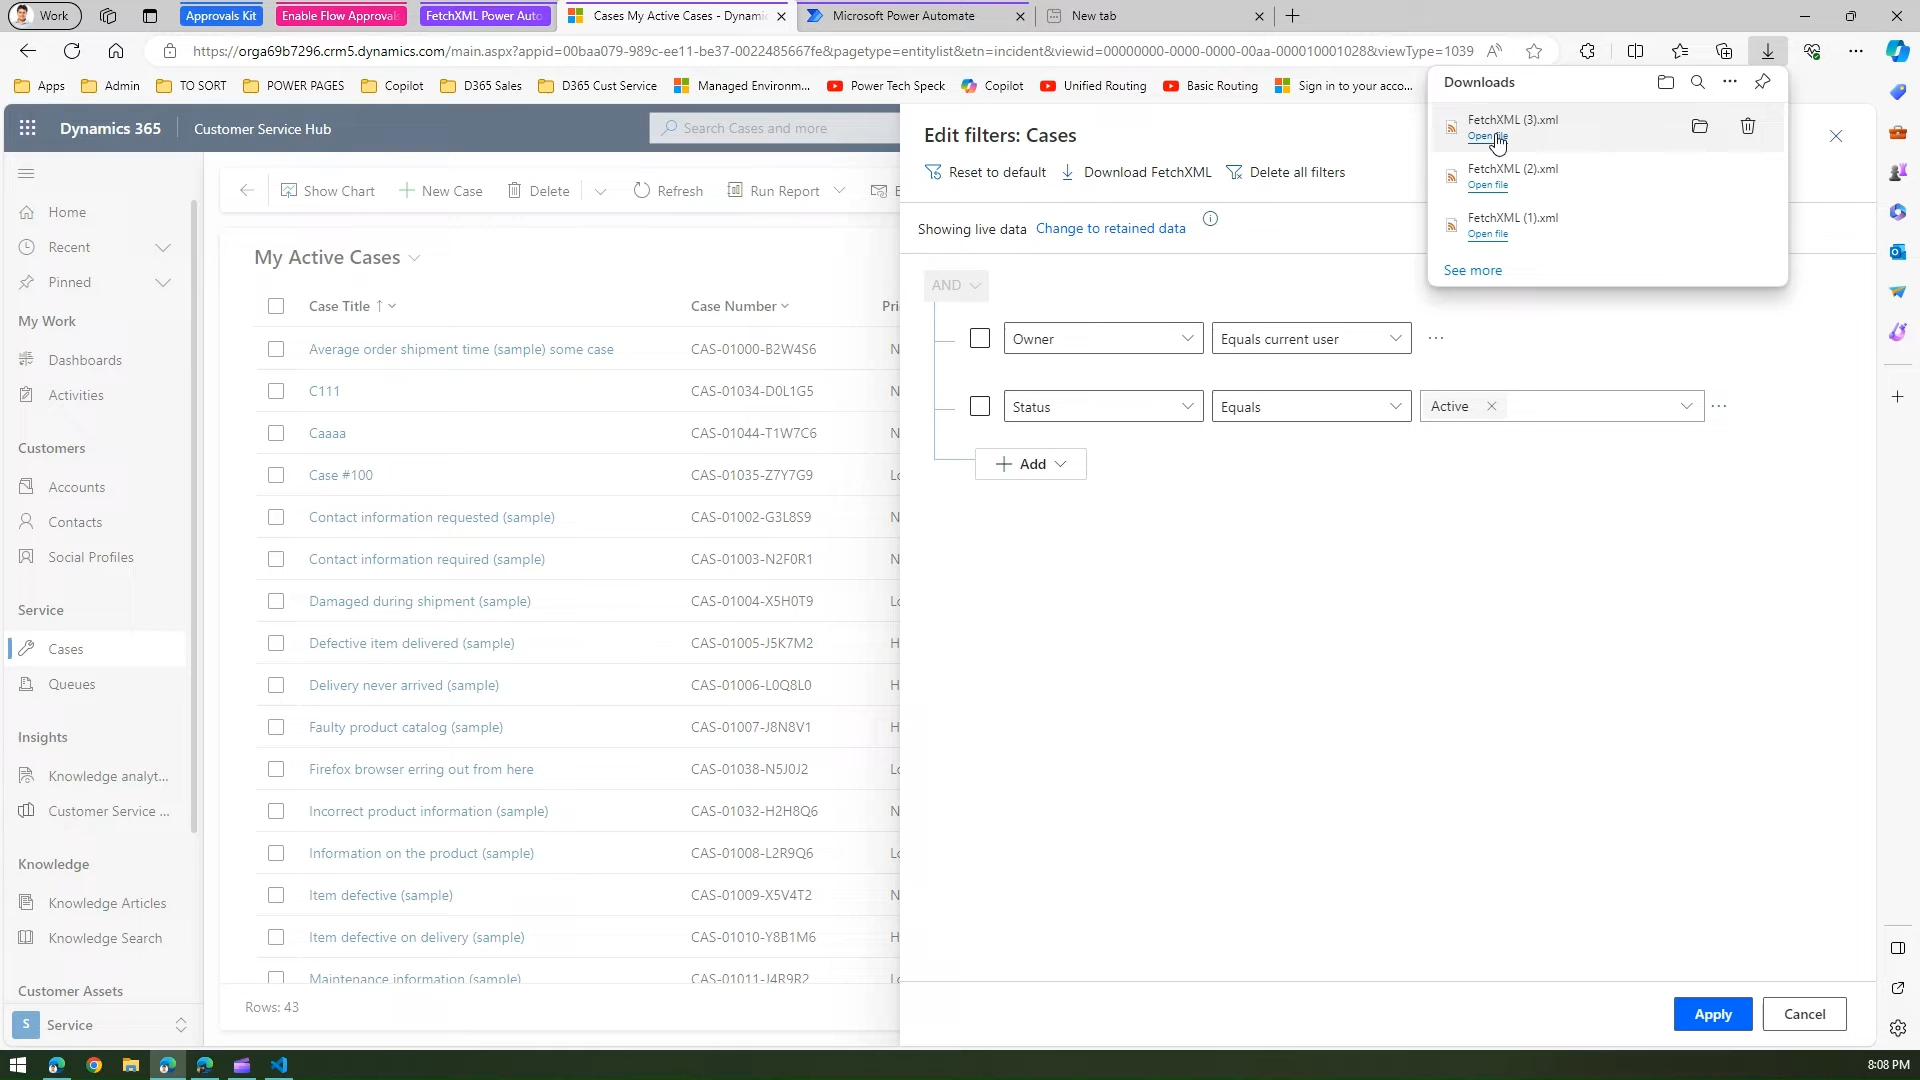 Work
Approvals Kit
Enable Flow Approvals
FetchXML Power Auto
Cases My Active Cases - Dynamic
Microsoft Power Automate
New tab
https://orga69b7296.crm5.dynamics.com/main.aspx?appid=00baa079-989c-ee11-be37-0022485667fe&pagetype=entitylist&etn=incident&viewid=00000000-0000-0000-00aa-000010001028&viewType=1039
Apps
Admin
TO SORT
POWER PAGES
Copilot
D365 Sales
D365 Cust Service
Managed Environm...
Power Tech Speck
Copilot
Unified Routing
Basic Routing
Sign in to your acco...
Downloads
FetchXML (3).xml
Open file
FetchXML (2).xml
Open file
FetchXML (1).xml
Open file
See more
Dynamics 365
Customer Service Hub
Search Cases and more
Home
Recent
Pinned
My Work
Dashboards
Activities
Customers
Accounts
Contacts
Social Profiles
Service
Cases
Queues
Insights
Knowledge analyt...
Customer Service ...
Knowledge
Knowledge Articles
Knowledge Search
Customer Assets
S Service
Show Chart
New Case
Delete
Refresh
Run Report
E
My Active Cases
Case Title ↑ Case Number Pri
Average order shipment time (sample) some case CAS-01000-B2W4S6 N
C111 CAS-01034-D0L1G5 N
Caaaa CAS-01044-T1W7C6 N
Case #100 CAS-01035-Z7Y7G9 Lo
Contact information requested (sample) CAS-01002-G3L8S9 N
Contact information required (sample) CAS-01003-N2F0R1 N
Damaged during shipment (sample) CAS-01004-X5H0T9 Lo
Defective item delivered (sample) CAS-01005-J5K7M2 H
Delivery never arrived (sample) CAS-01006-L0Q8L0 H
Faulty product catalog (sample) CAS-01007-J8N8V1 H
Firefox browser erring out from here CAS-01038-N5J0J2 Lo
Incorrect product information (sample) CAS-01032-H2H8Q6 N
Information on the product (sample) CAS-01008-L2R9Q6 Lo
Item defective (sample) CAS-01009-X5V4T2 N
Item defective on delivery (sample) CAS-01010-Y8B1M6 H
Maintenance information (sample) CAS-01011-J4R9R2 Lo
Rows: 43
Edit filters: Cases
Reset to default
Download FetchXML
Delete all filters
Showing live data Change to retained data
AND
Owner Equals current user ...
Status Equals Active ...
Add
Apply
Cancel
8:08 PM